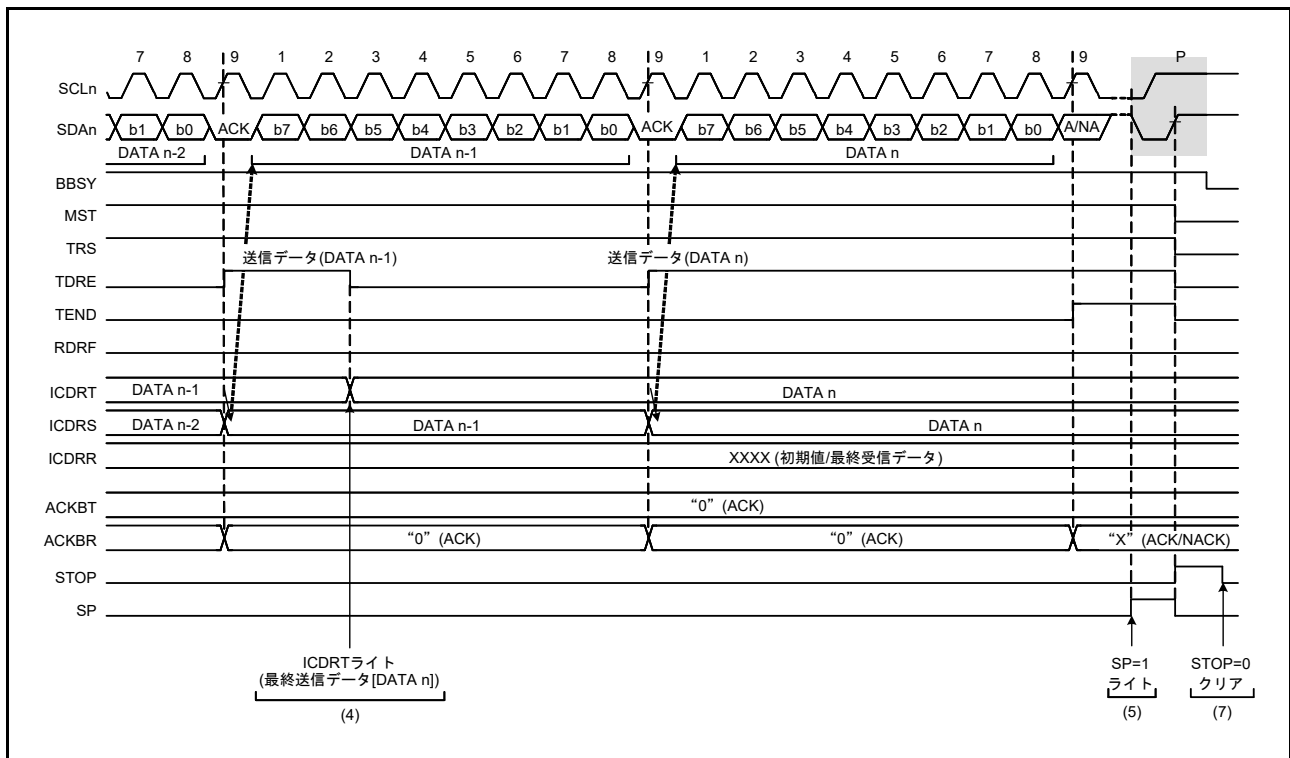 7 8 9 1 2 3 4 5 6 7 8 9 1 2 3 4 5 6 7 8 9 P
SCLn
SDAn b1 b0 ACK b7 b6 b5 b4 b3 b2 b1 b0 ACK b7 b6 b5 b4 b3 b2 b1 b0 A/NA
DATA n-2 DATA n-1 DATA n
BBSY
MST
TRS
送信データ(DATA n-1) 送信データ(DATA n)
TDRE
TEND
RDRF
ICDRT DATA n-1 DATA n
ICDRS DATA n-2 DATA n-1 DATA n
ICDRR XXXX (初期値/最終受信データ)
ACKBT “0” (ACK)
ACKBR “0” (ACK) “0” (ACK) “X” (ACK/NACK)
STOP
SP
ICDRTライト SP=1 STOP=0
(最終送信データ[DATA n]) ライト クリア
(4) (5) (7)